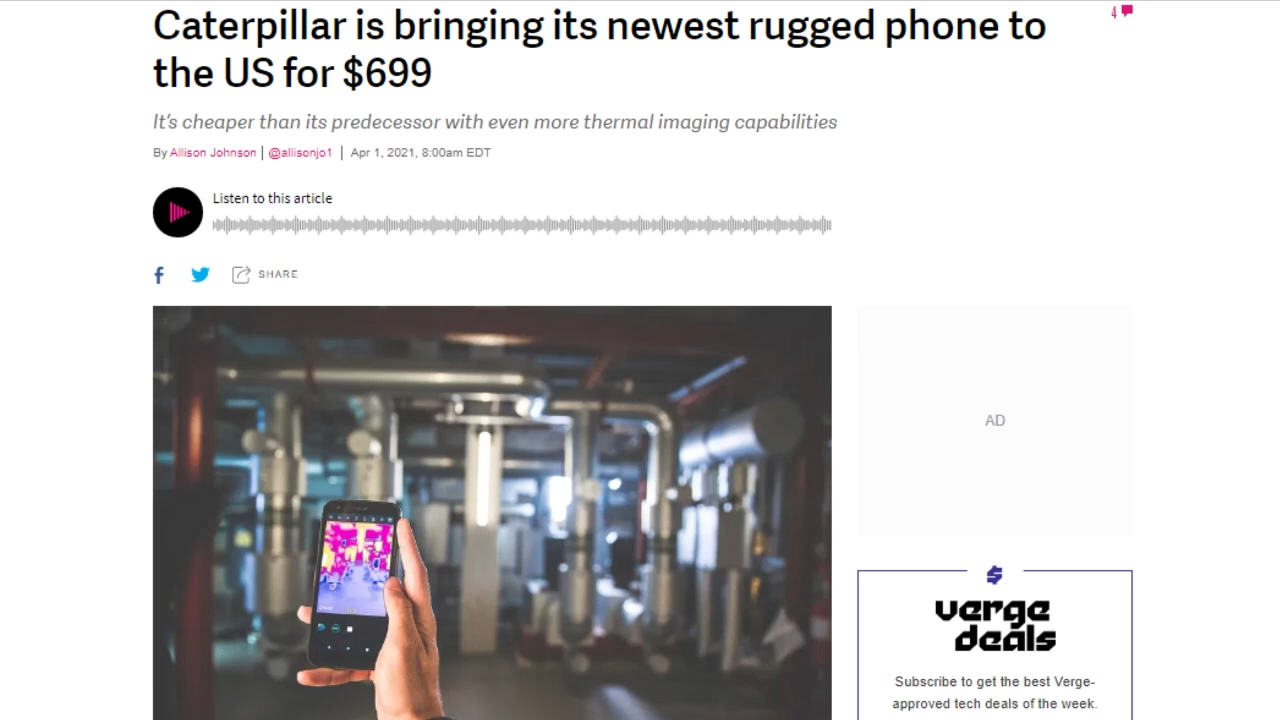 Caterpillar is bringing its newest rugged phone to
the US for $699
4
It's cheaper than its predecessor with even more thermal imaging capabilities
By Allison Johnson | @allisonjo1 | Apr 1, 2021, 8:00am EDT
Listen to this article
f
SHARE
AD
$
verge
deals
Subscribe to get the best Verge-
approved tech deals of the week.